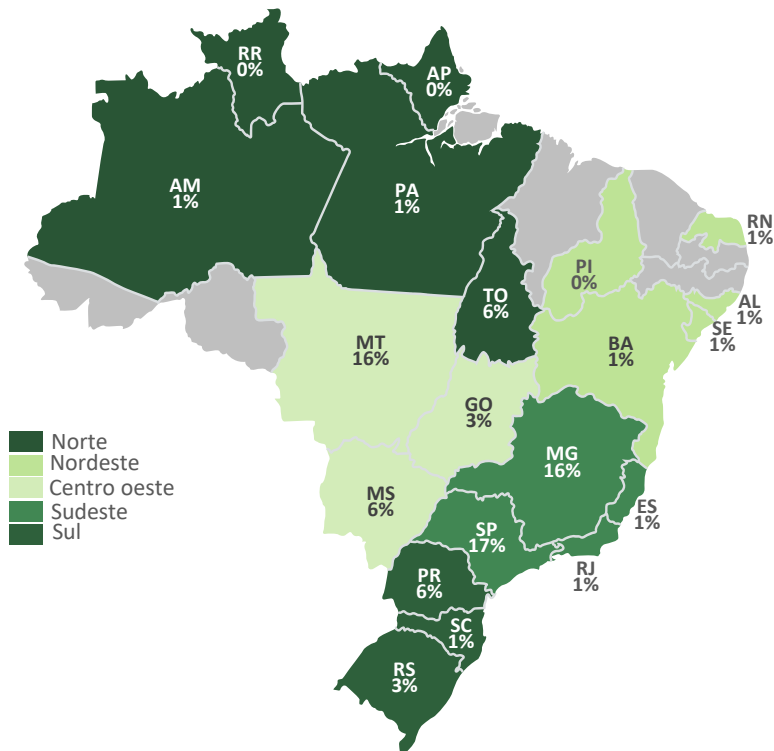 RR
0%
AP
0%
AM
1%
PA
1%
RN
1%
PI
0%
TO
6%
AL
1%
SE
1%
MT
16%
BA
1%
GO
3%
MG
16%
MS
6%
ES
1%
SP
17%
RJ
1%
PR
6%
SC
1%
RS
3%
Norte
Nordeste
Centro oeste
Sudeste
Sul